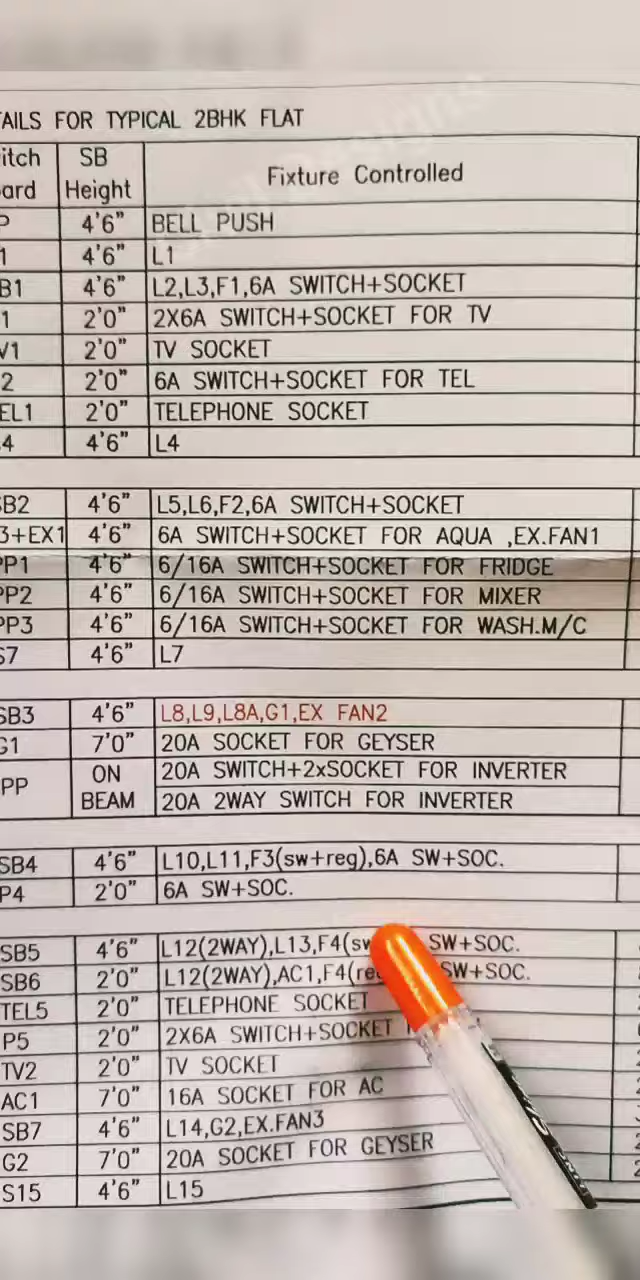 AILS FOR TYPICAL 2BHK FLAT
itch ard SB Height Fixture Controlled
P 4'6" BELL PUSH
1 4'6" L1
B1 4'6" L2,L3,F1,6A SWITCH+SOCKET
1 2'0" 2X6A SWITCH+SOCKET FOR TV
V1 2'0" TV SOCKET
2 2'0" 6A SWITCH+SOCKET FOR TEL
EL1 2'0" TELEPHONE SOCKET
4 4'6" L4
SB2 4'6" L5,L6,F2,6A SWITCH+SOCKET
3+EX1 4'6" 6A SWITCH+SOCKET FOR AQUA ,EX.FAN1
PP1 4'6" 6/16A SWITCH+SOCKET FOR FRIDGE
PP2 4'6" 6/16A SWITCH+SOCKET FOR MIXER
PP3 4'6" 6/16A SWITCH+SOCKET FOR WASH.M/C
S7 4'6" L7
SB3 4'6" L8,L9,L8A,G1,EX FAN2
G1 7'0" 20A SOCKET FOR GEYSER
PP ON BEAM 20A SWITCH+2xSOCKET FOR INVERTER
20A 2WAY SWITCH FOR INVERTER
SB4 4'6" L10,L11,F3(sw+reg),6A SW+SOC.
P4 2'0" 6A SW+SOC.
SB5 4'6" L12(2WAY),L13,F4(sw SW+SOC.
SB6 2'0" L12(2WAY),AC1,F4(re SW+SOC.
TEL5 2'0" TELEPHONE SOCKET
P5 2'0" 2X6A SWITCH+SOCKET
TV2 2'0" TV SOCKET
AC1 7'0" 16A SOCKET FOR AC
SB7 4'6" L14,G2,EX.FAN3
G2 7'0" 20A SOCKET FOR GEYSER
S15 4'6" L15